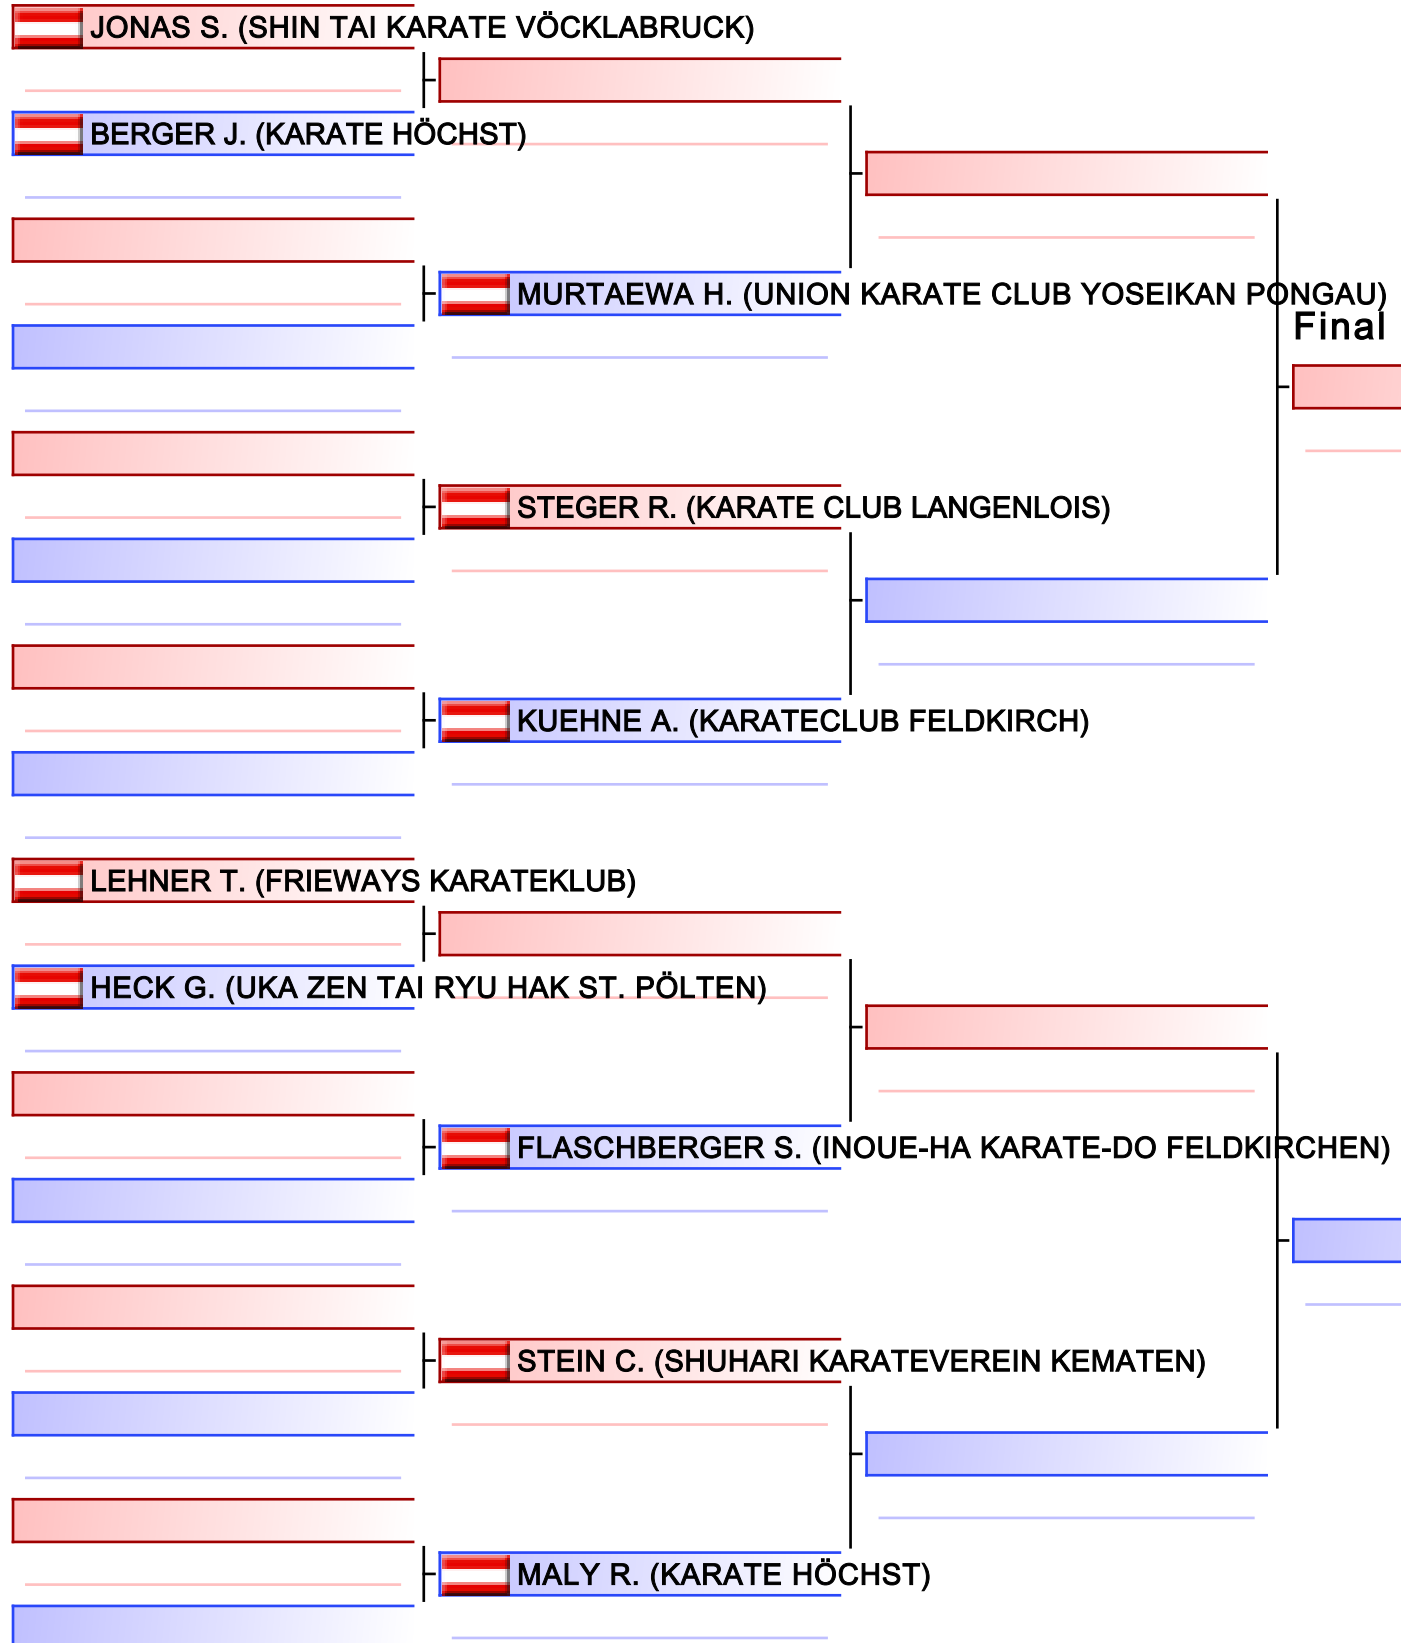 JONAS S. (SHIN TAI KARATE VÖCKLABRUCK)
BERGER J. (KARATE HÖCHST)
MURTAEWA H. (UNION KARATE CLUB YOSEIKAN PONGAU)
Final
STEGER R. (KARATE CLUB LANGENLOIS)
KUEHNE A. (KARATECLUB FELDKIRCH)
LEHNER T. (FRIEWAYS KARATEKLUB)
HECK G. (UKA ZEN TAI RYU HAK ST. PÖLTEN)
FLASCHBERGER S. (INOUE-HA KARATE-DO FELDKIRCHEN)
STEIN C. (SHUHARI KARATEVEREIN KEMATEN)
MALY R. (KARATE HÖCHST)